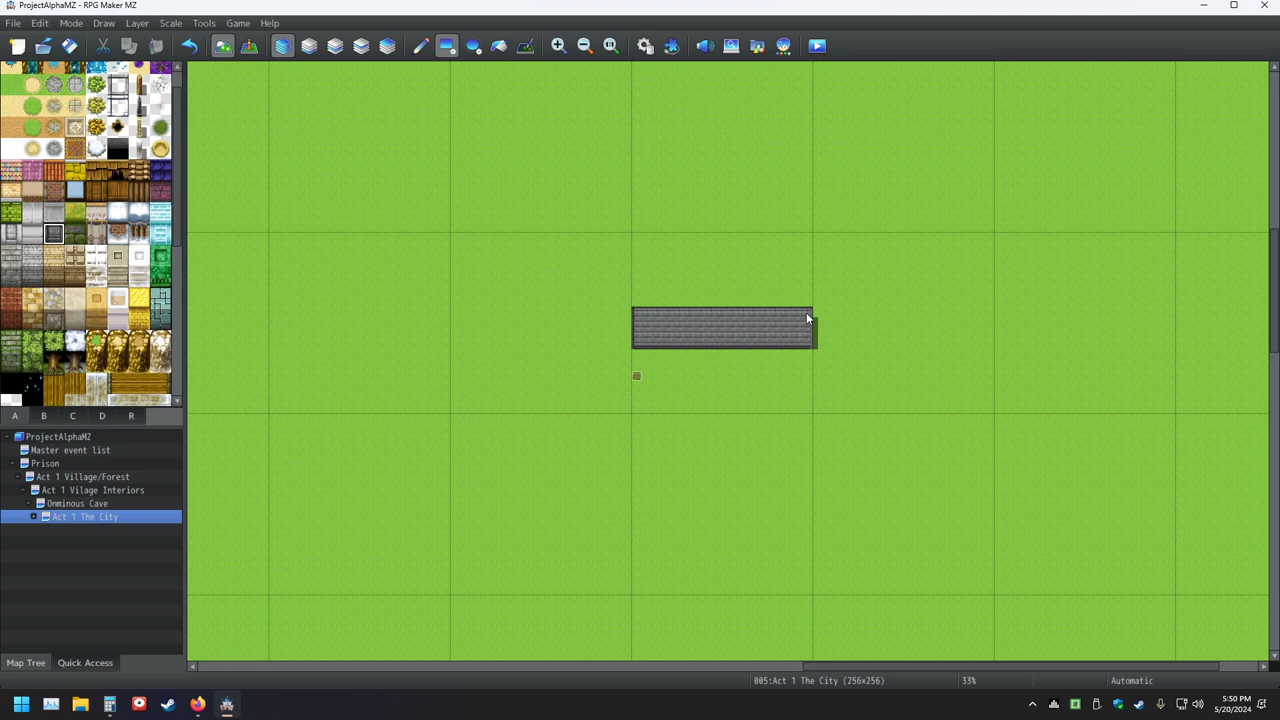 ProjectAlphaMZ - RPG Maker MZ
File Edit Mode Draw Layer Scale Tools Game Help
A B C D R
ProjectAlphaMZ
Master event list
Prison
Act 1 Village/Forest
Act 1 Vilage Interiors
Onminous Cave
Act 1 The City
Map Tree Quick Access
005:Act 1 The City (256x256) 33% Automatic
5:50 PM
5/20/2024